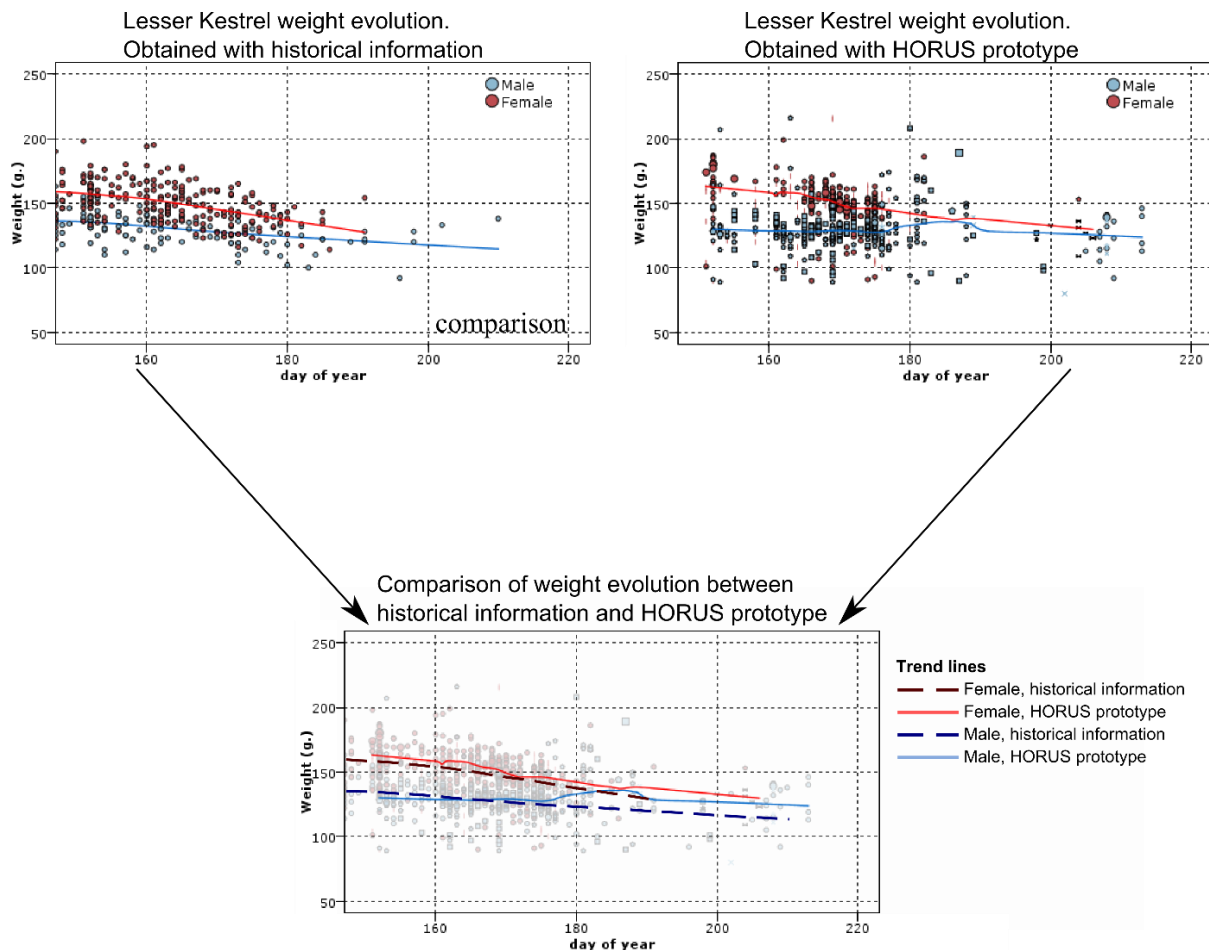 Lesser Kestrel weight evolution.
Obtained with historical information
250
200
150
100
50
Weight (g.)
Male
Female
comparison
160
180
200
220
day of year
Lesser Kestrel weight evolution.
Obtained with HORUS prototype
250
200
150
100
50
Weight (g.)
Male
Female
160
180
200
220
day of year
Comparison of weight evolution between
historical information and HORUS prototype
250
200
150
100
50
Weight (g.)
160
180
200
220
day of year
Trend lines
Female, historical information
Female, HORUS prototype
Male, historical information
Male, HORUS prototype